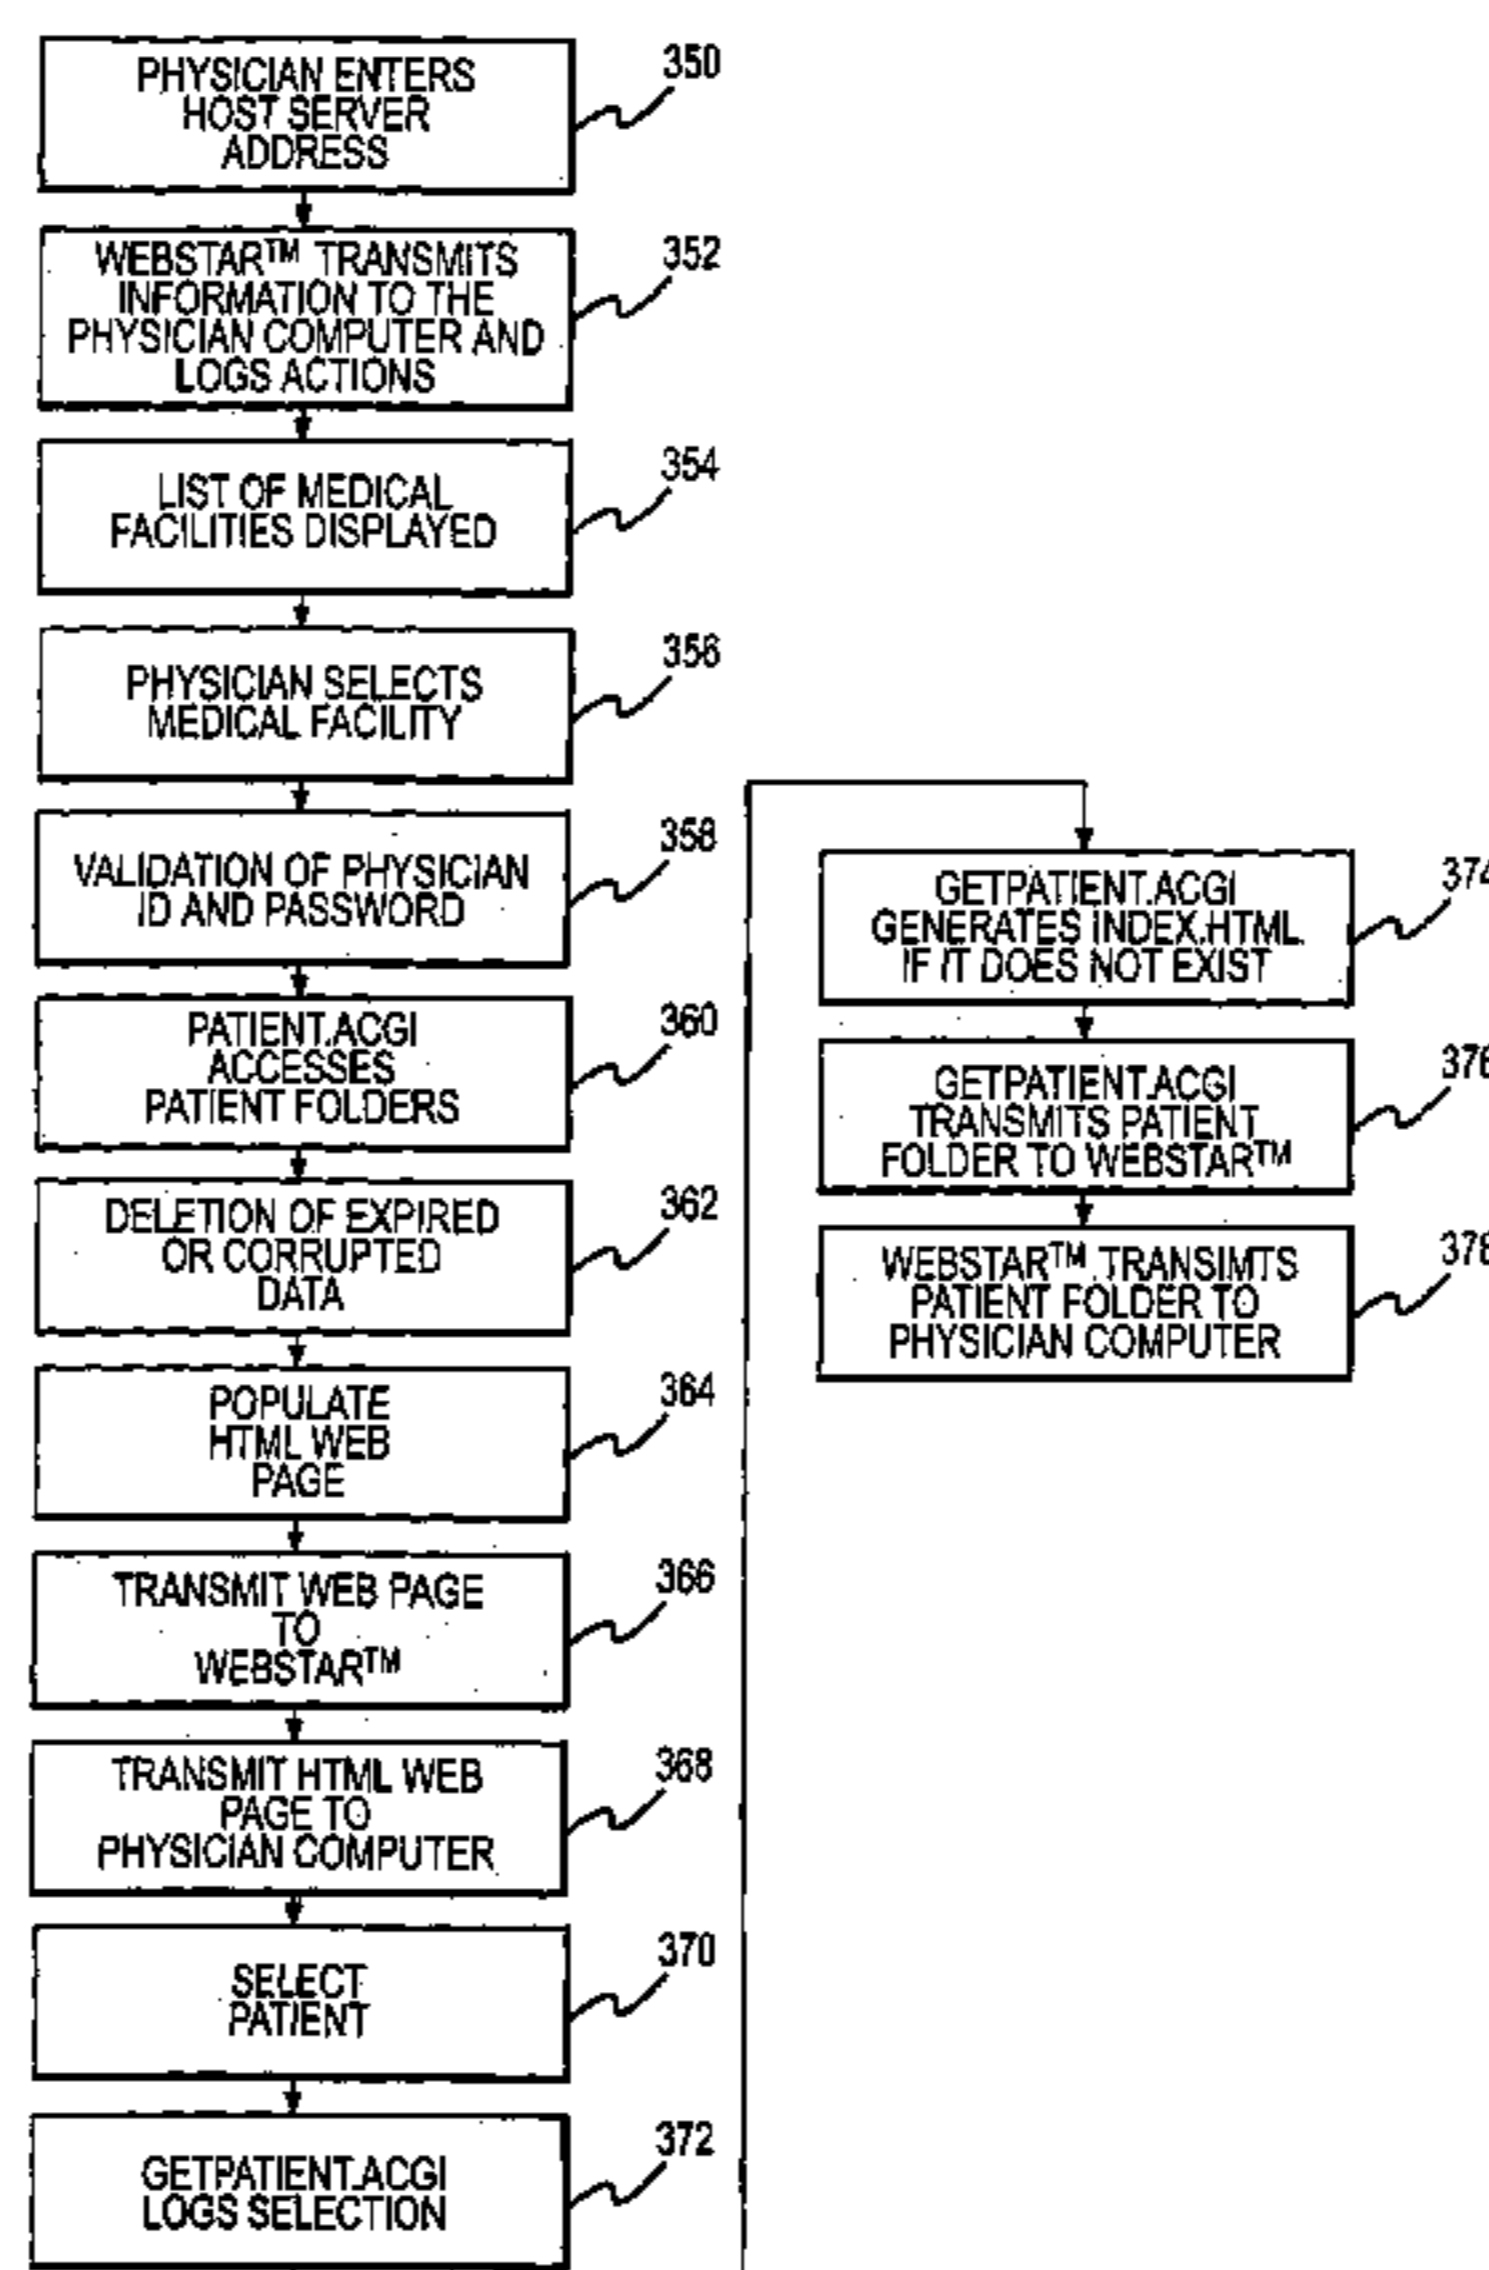 PHYSICIAN ENTERS
HOST SERVER
ADDRESS
350
WEBSTAR™ TRANSMITS
INFORMATION TO THE
PHYSICIAN COMPUTER AND
LOGS ACTIONS
352
LIST OF MEDICAL
FACILITIES DISPLAYED
354
PHYSICIAN SELECTS
MEDICAL FACILITY
356
VALIDATION OF PHYSICIAN
ID AND PASSWORD
358
PATIENT.ACGI
ACCESSES
PATIENT FOLDERS
360
DELETION OF EXPIRED
OR CORRUPTED
DATA
362
POPULATE
HTML WEB
PAGE
364
TRANSMIT WEB PAGE
TO
WEBSTAR™
366
TRANSMIT HTML WEB
PAGE TO
PHYSICIAN COMPUTER
368
SELECT
PATIENT
370
GETPATIENT.ACGI
LOGS SELECTION
372
GETPATIENT.ACGI
GENERATES INDEX.HTML
IF IT DOES NOT EXIST
374
GETPATIENT.ACGI
TRANSMITS PATIENT
FOLDER TO WEBSTAR™
376
WEBSTAR™ TRANSIMTS
PATIENT FOLDER TO
PHYSICIAN COMPUTER
378